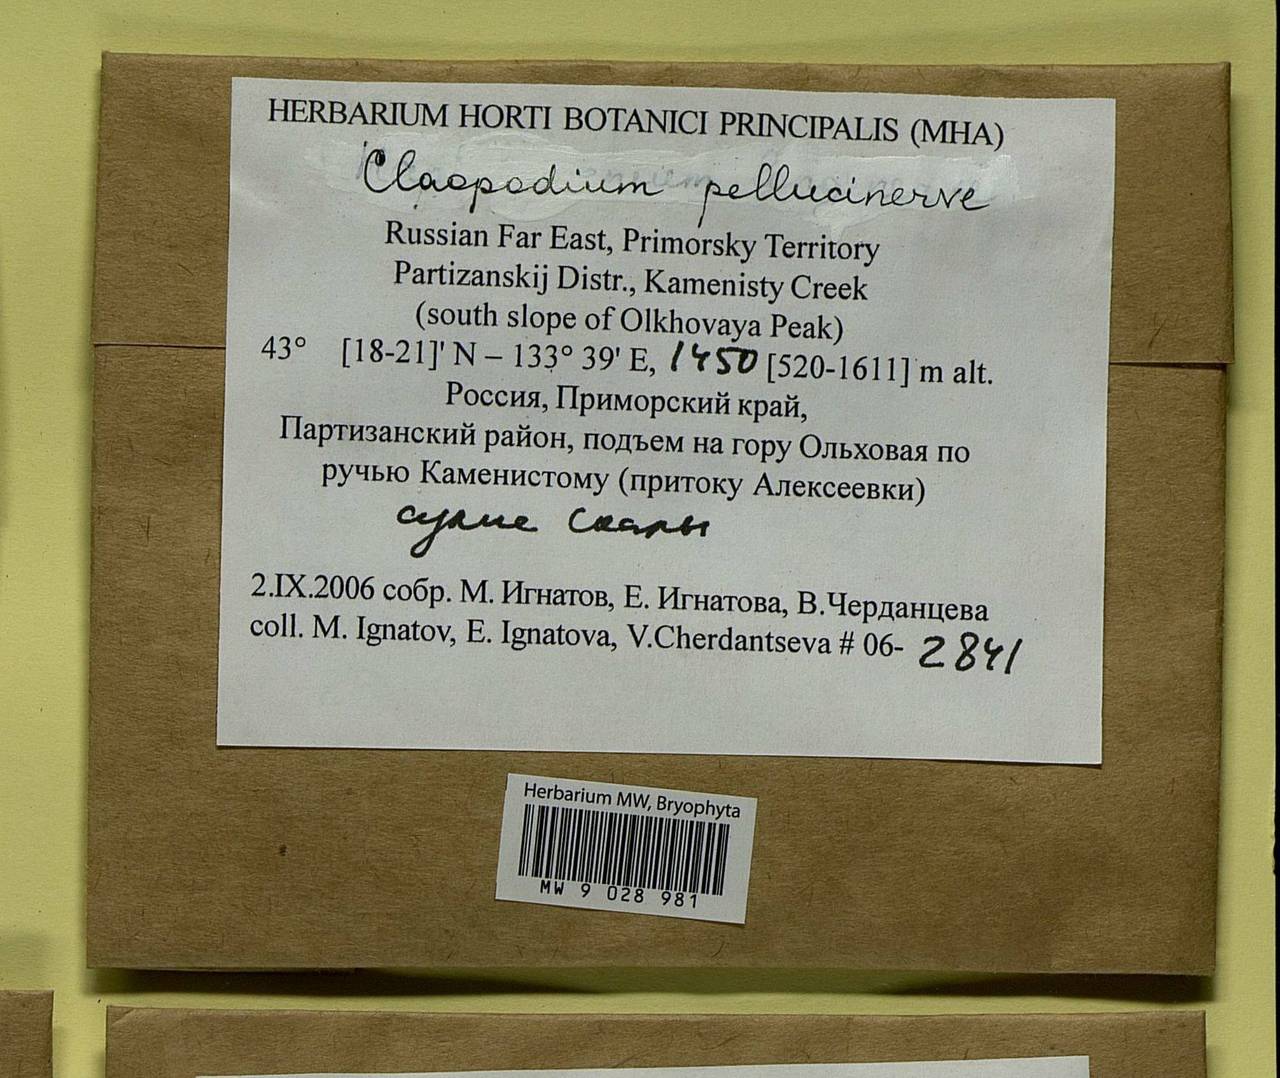 HERBARIUM HORTI BOTANICI PRINCIPALIS (MHA)
Claopodium pellucinerve
Russian Far East, Primorsky Territory
Partizanskij Distr., Kamenisty Creek
(south slope of Olkhovaya Peak)
43° [18-21]' N – 133° 39' E, 1450 [520-1611] m alt.
Россия, Приморский край,
Партизанский район, подъем на гору Ольховая по
ручью Каменистому (притоку Алексеевки)
сухие скалы
2.IX.2006 собр. М. Игнатов, Е. Игнатова, В.Черданцева
coll. M. Ignatov, E. Ignatova, V.Cherdantseva # 06- 2841
Herbarium MW, Bryophyta
MW 9 028 981